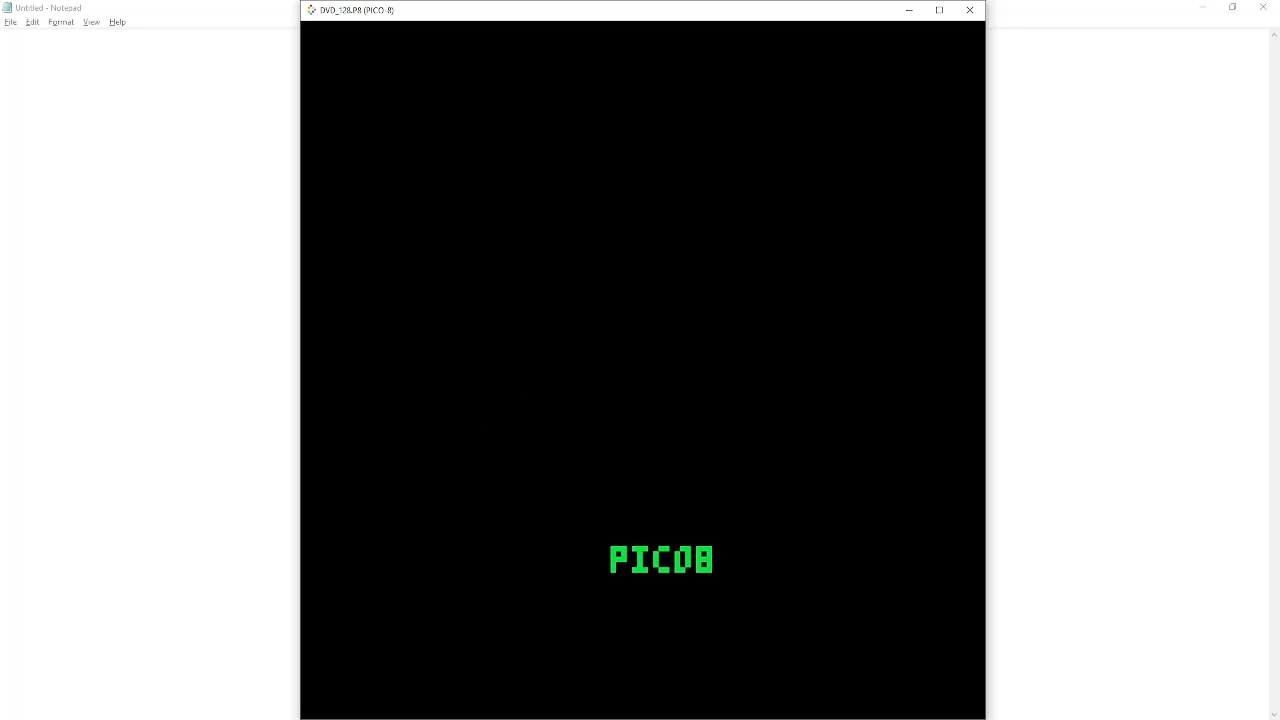 Untitled - Notepad
File Edit Format View Help
DVD_128.P8 (PICO-8)
PICO8